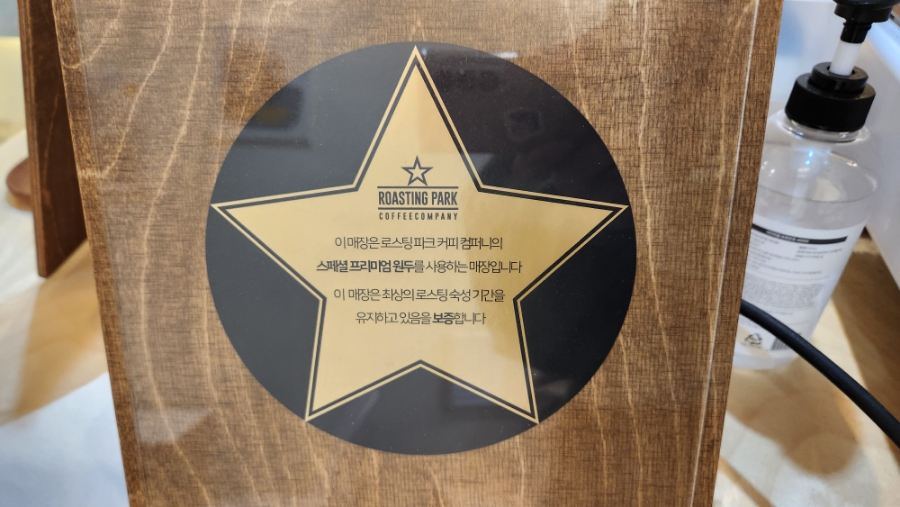 ROASTING PARK
COFFEECOMPANY
이 매장은 로스팅파크 커피 컴퍼니의
스페셜 프리미엄 원두를 사용하는 매장입니다
이 매장은 최상의 로스팅 숙성 기간을
유지하고 있음을 보증합니다